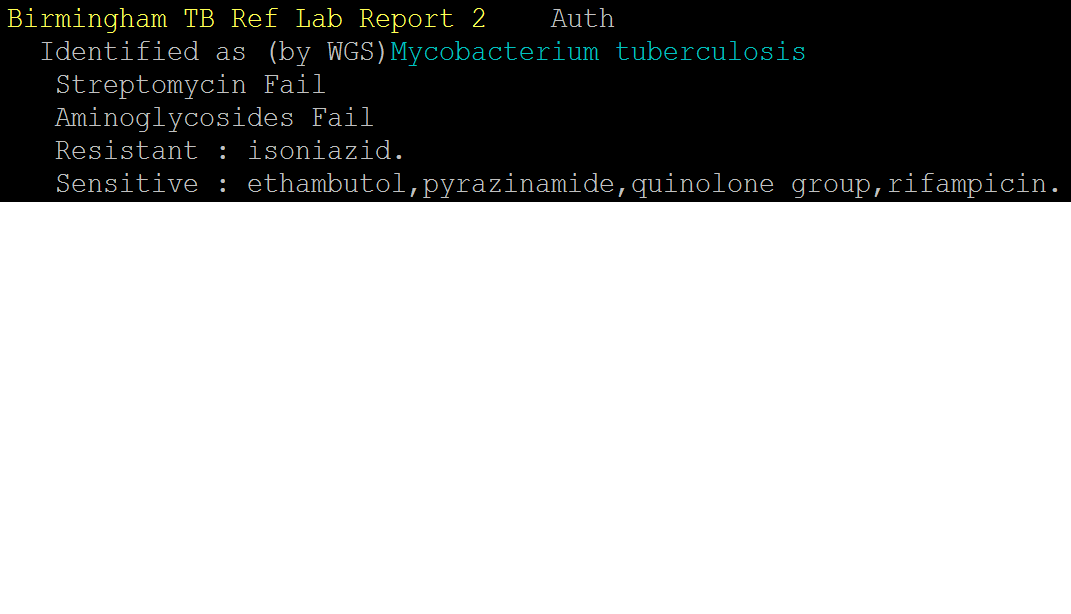 Birmingham TB Ref Lab Report 2    Auth
Identified as (by WGS)Mycobacterium tuberculosis
Streptomycin Fail
Aminoglycosides Fail
Resistant : isoniazid.
Sensitive : ethambutol,pyrazinamide,quinolone group,rifampicin.